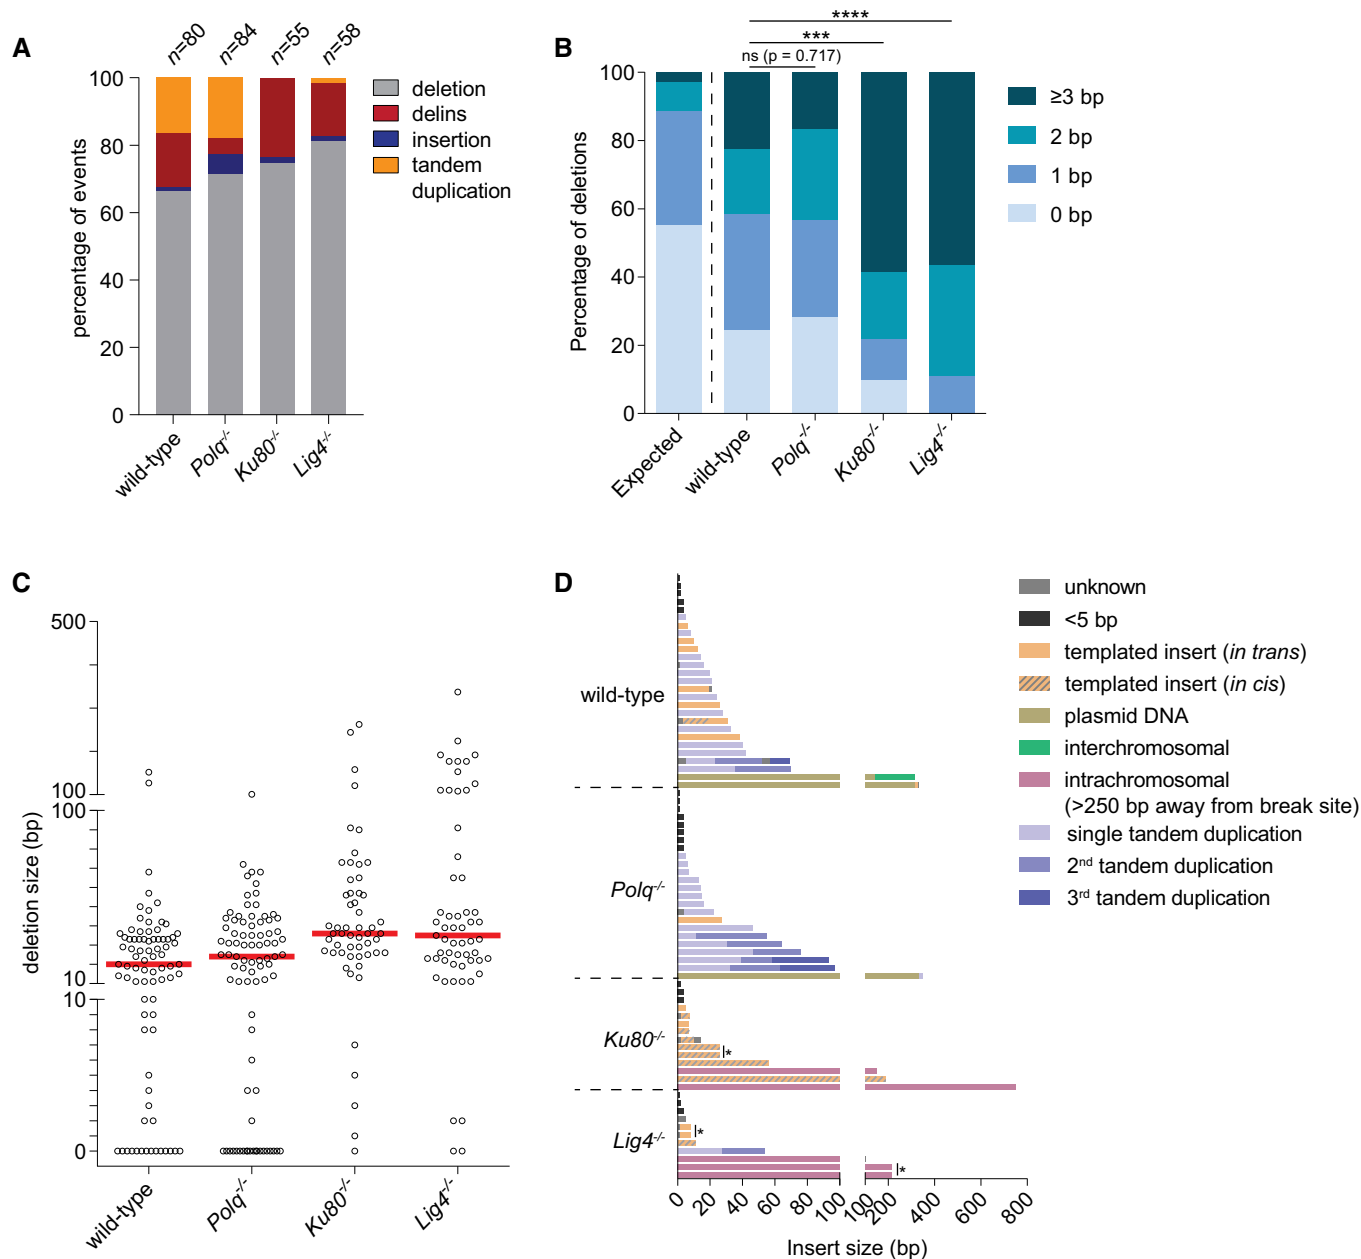 A
n=80
n=84
n=55
n=58
percentage of events
100
80
60
40
20
0
wild-type
Polq-/-
Ku80-/-
Lig4-/-
deletion
delins
insertion
tandem
duplication
B
****
***
ns (p = 0.717)
Percentage of deletions
100
80
60
40
20
0
Expected
wild-type
Polq-/-
Ku80-/-
Lig4-/-
≥3 bp
2 bp
1 bp
0 bp
C
deletion size (bp)
500
100
100
10
10
0
wild-type
Polq-/-
Ku80-/-
Lig4-/-
D
wild-type
Polq-/-
Ku80-/-
*
Lig4-/-
*
*
0
20
40
60
80
100
100
200
400
600
800
Insert size (bp)
unknown
<5 bp
templated insert (in trans)
templated insert (in cis)
plasmid DNA
interchromosomal
intrachromosomal
(>250 bp away from break site)
single tandem duplication
2nd tandem duplication
3rd tandem duplication